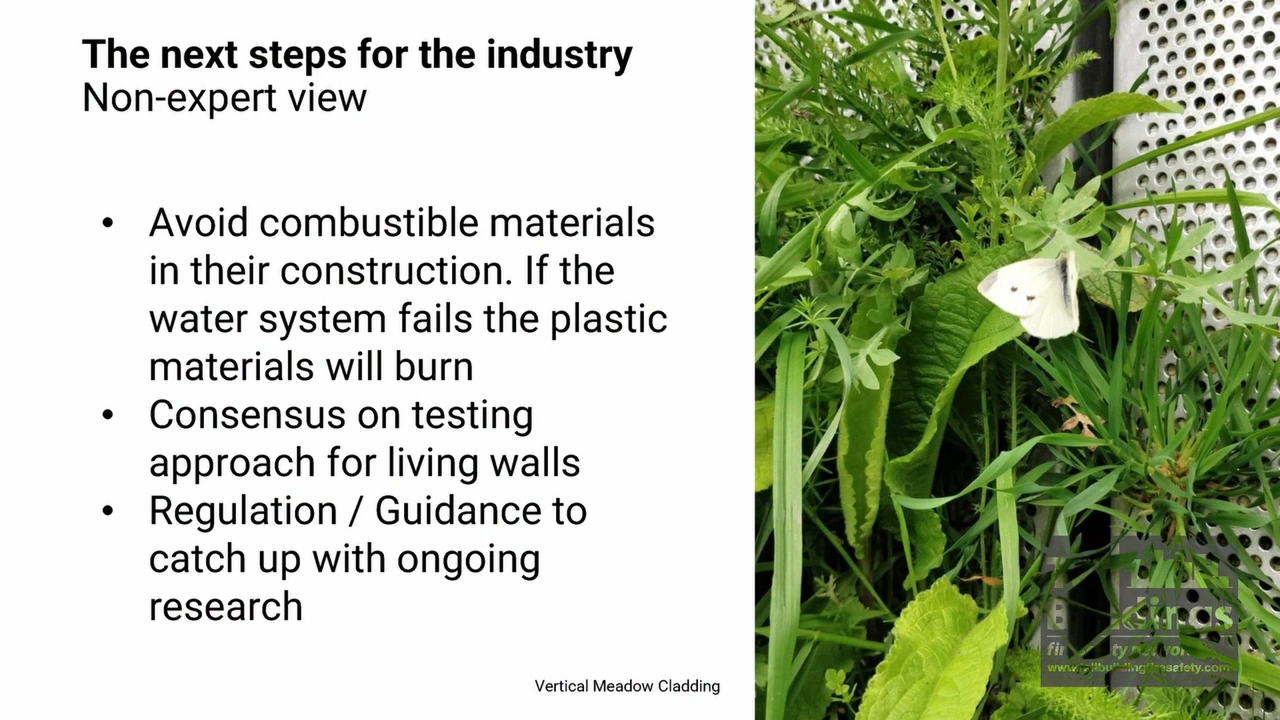 The next steps for the industry
Non-expert view
• Avoid combustible materials
in their construction. If the
water system fails the plastic
materials will burn
• Consensus on testing
approach for living walls
• Regulation / Guidance to
catch up with ongoing
research
Vertical Meadow Cladding